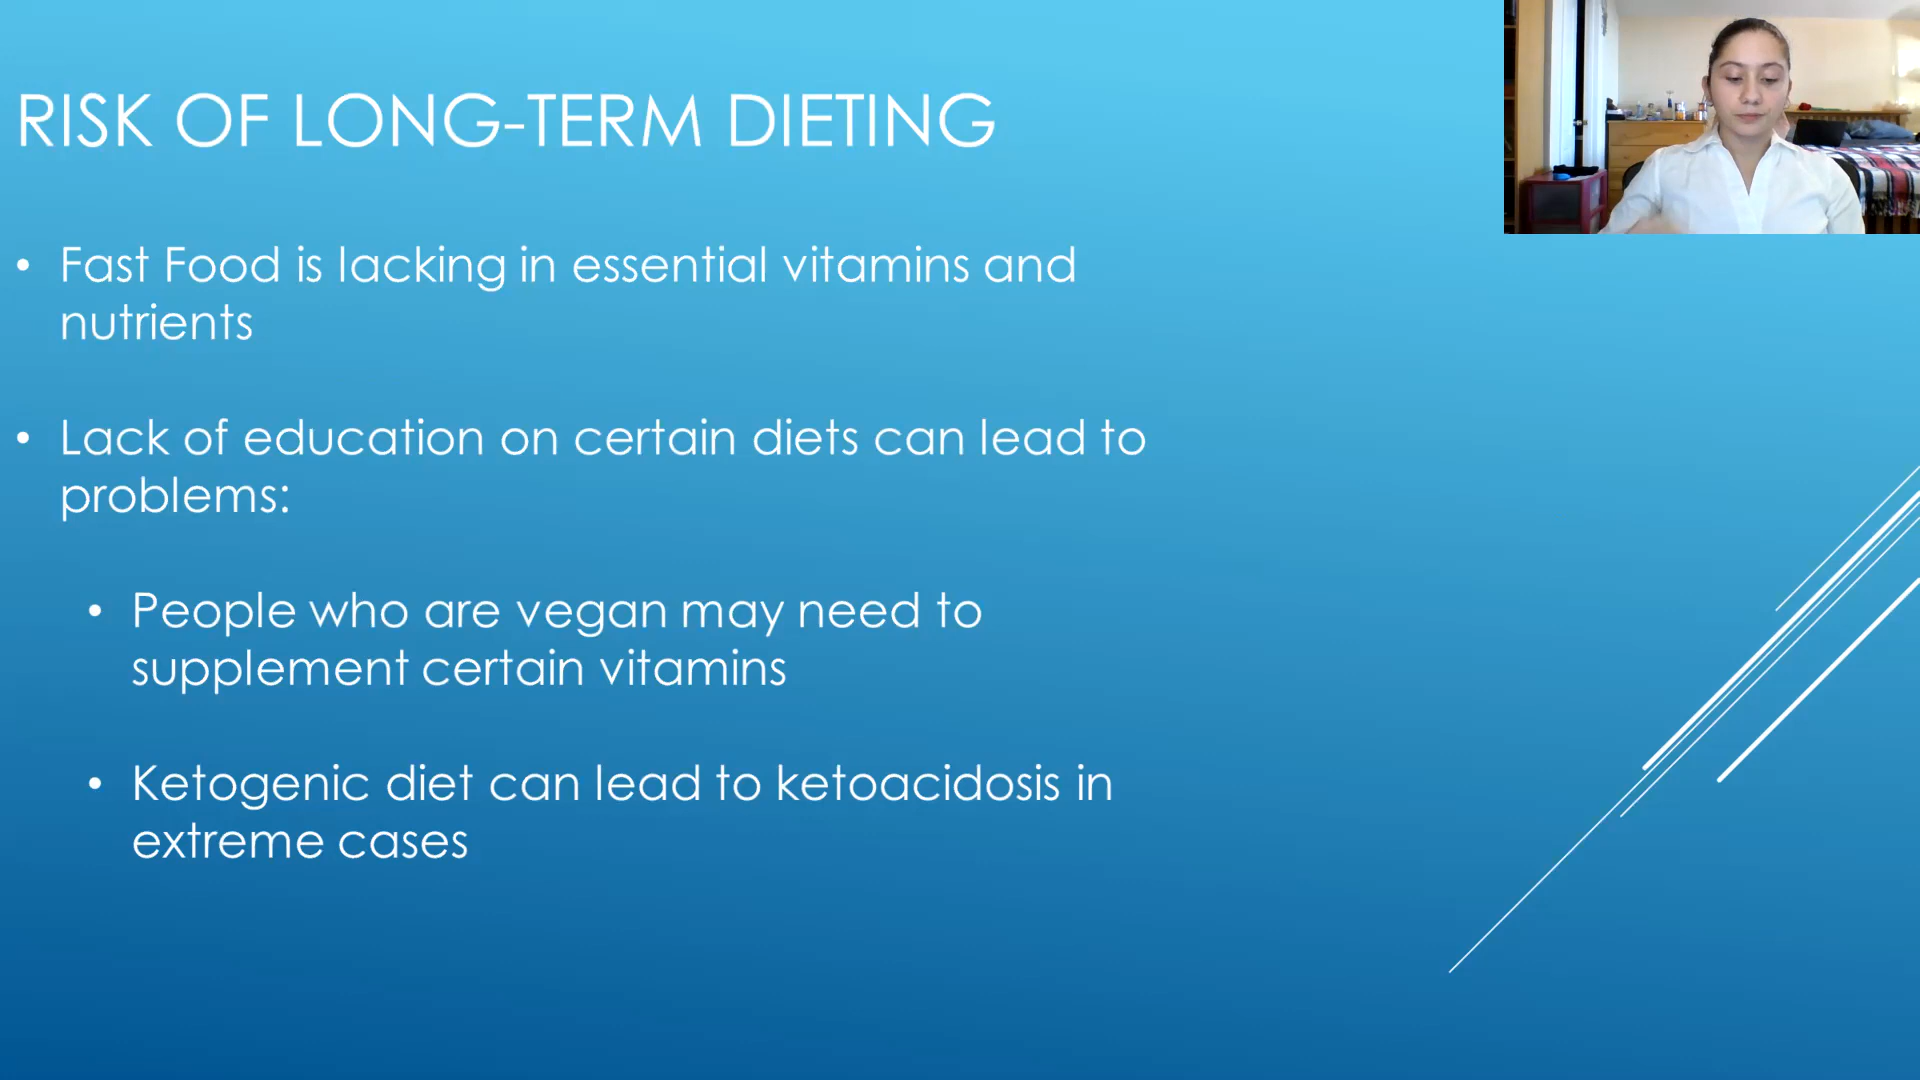 RISK OF LONG-TERM DIETING
• Fast Food is lacking in essential vitamins and
nutrients
• Lack of education on certain diets can lead to
problems:
• People who are vegan may need to
supplement certain vitamins
• Ketogenic diet can lead to ketoacidosis in
extreme cases